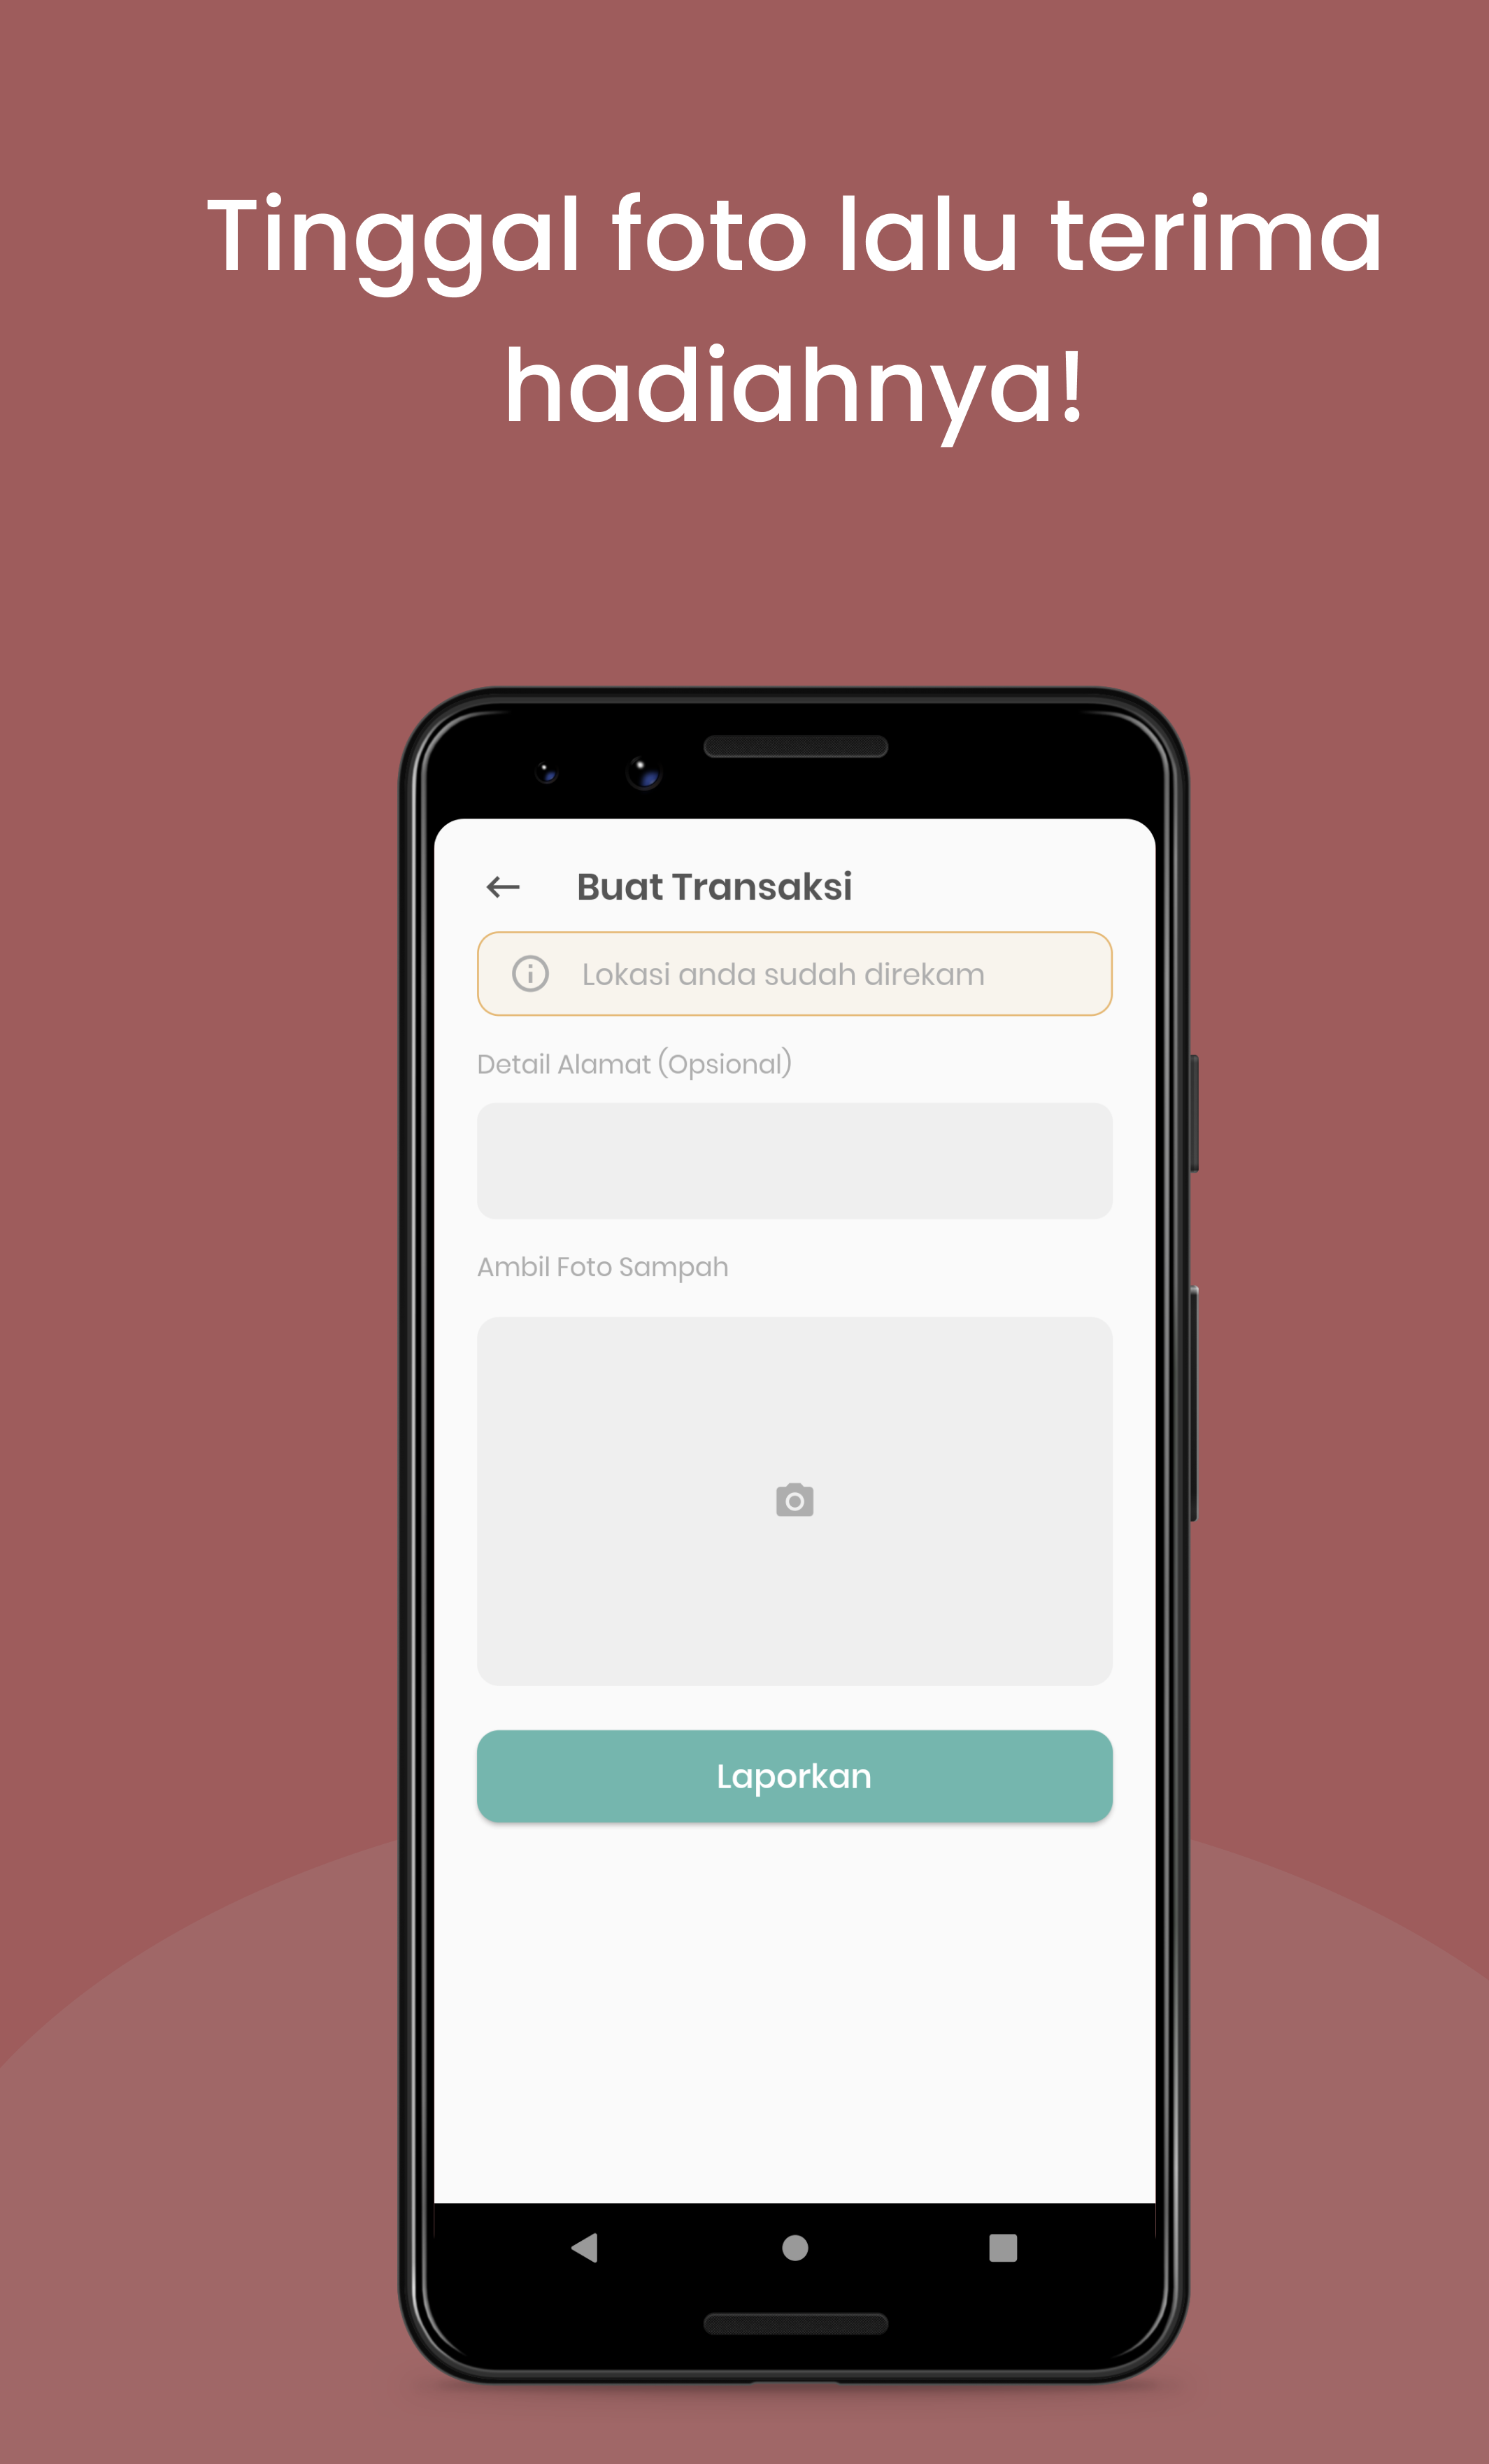 Tinggal foto lalu terima
hadiahnya!
Buat Transaksi
Lokasi anda sudah direkam
Detail Alamat (Opsional)
Ambil Foto Sampah
Laporkan